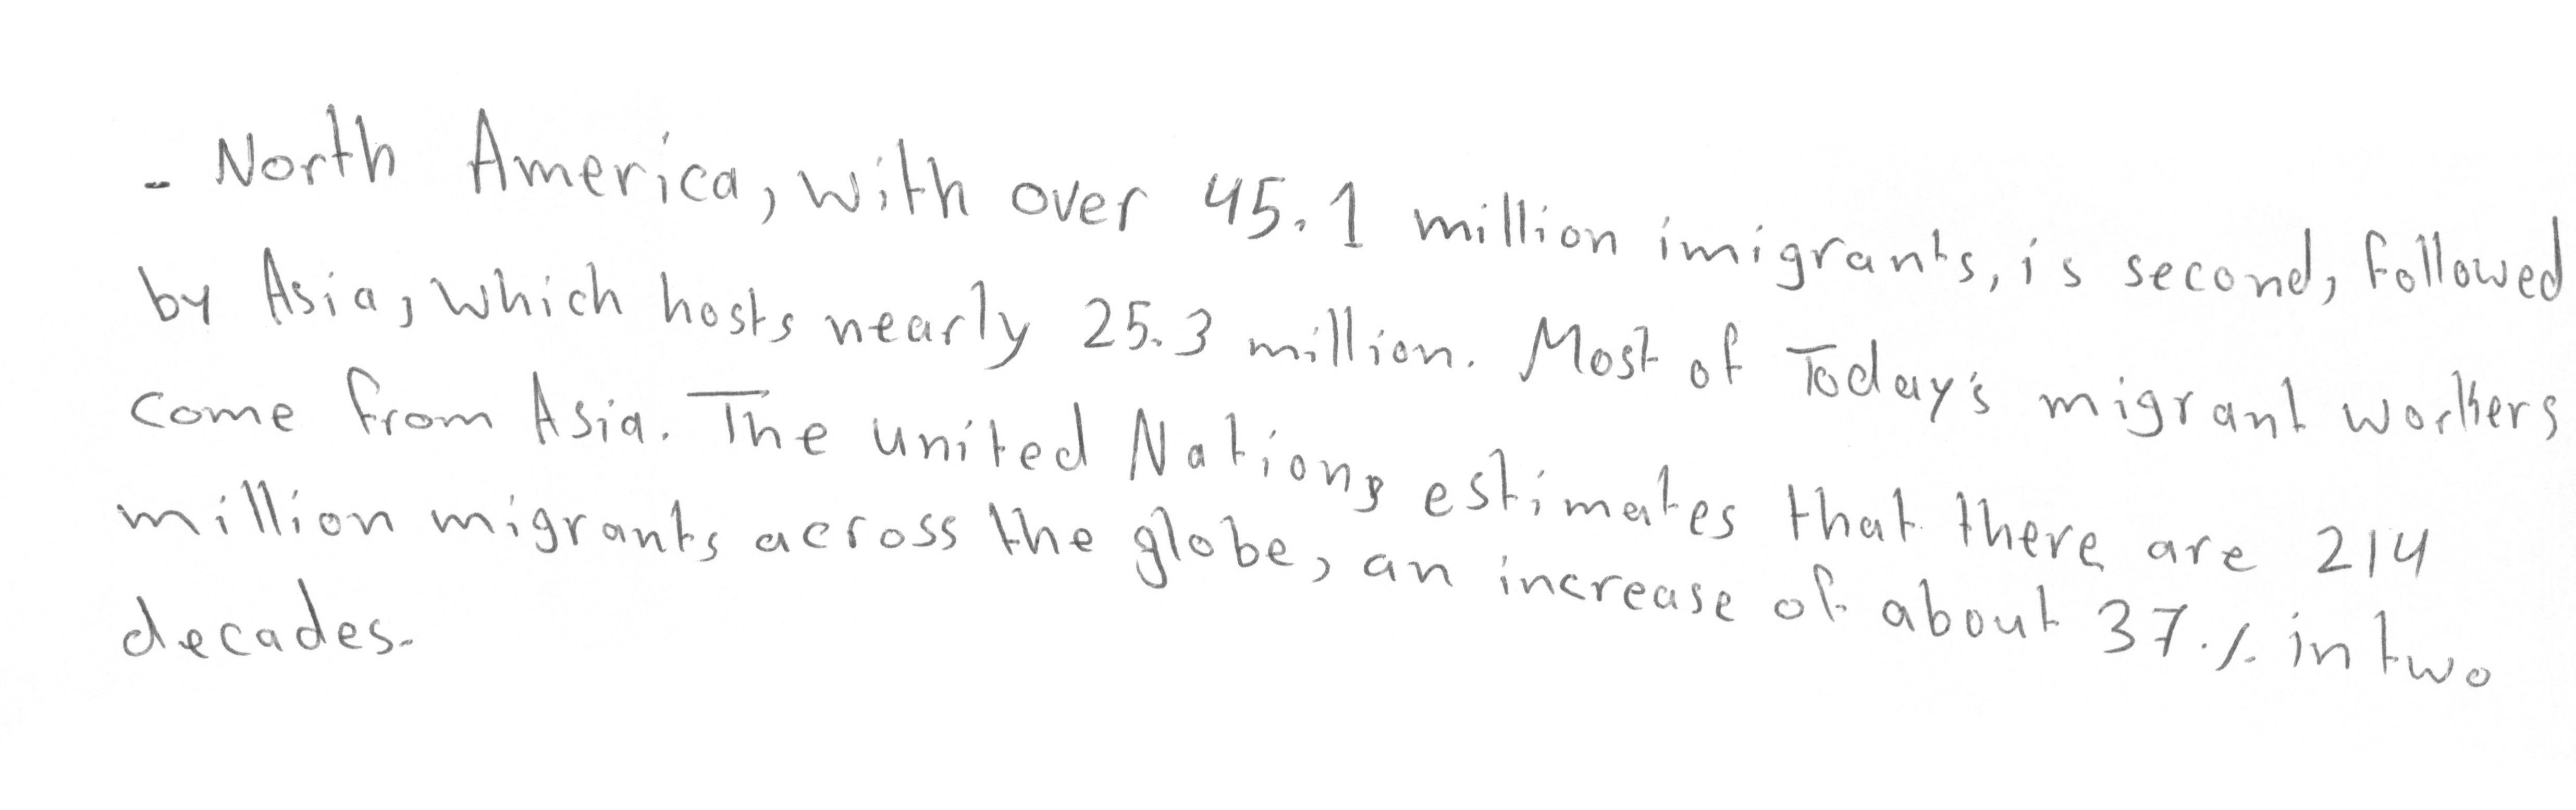 - North America, with over 45.1 million imigrants, is second, followed
by Asia, which hosts nearly 25.3 million. Most of Today's migrant workers
come from Asia. The united Nations estimates that there are 214
million migrants across the globe, an increase of about 37% in two
decades.